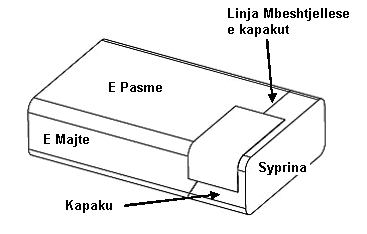 Linja Mbeshtjellese
e kapakut
E Pasme
E Majte
Syprina
Kapaku